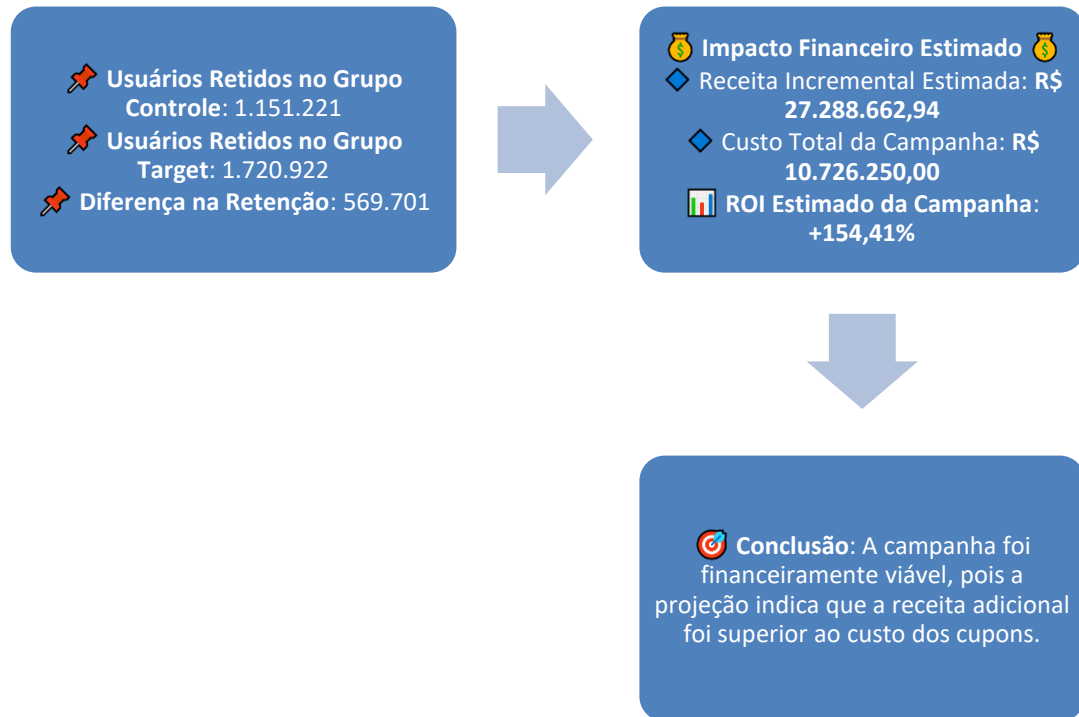 📌 Usuários Retidos no Grupo
Controle: 1.151.221
📌 Usuários Retidos no Grupo
Target: 1.720.922
📌 Diferença na Retenção: 569.701
💰 Impacto Financeiro Estimado 💰
🔷 Receita Incremental Estimada: R$
27.288.662,94
🔷 Custo Total da Campanha: R$
10.726.250,00
📊 ROI Estimado da Campanha:
+154,41%
🎯 Conclusão: A campanha foi
financeiramente viável, pois a
projeção indica que a receita adicional
foi superior ao custo dos cupons.